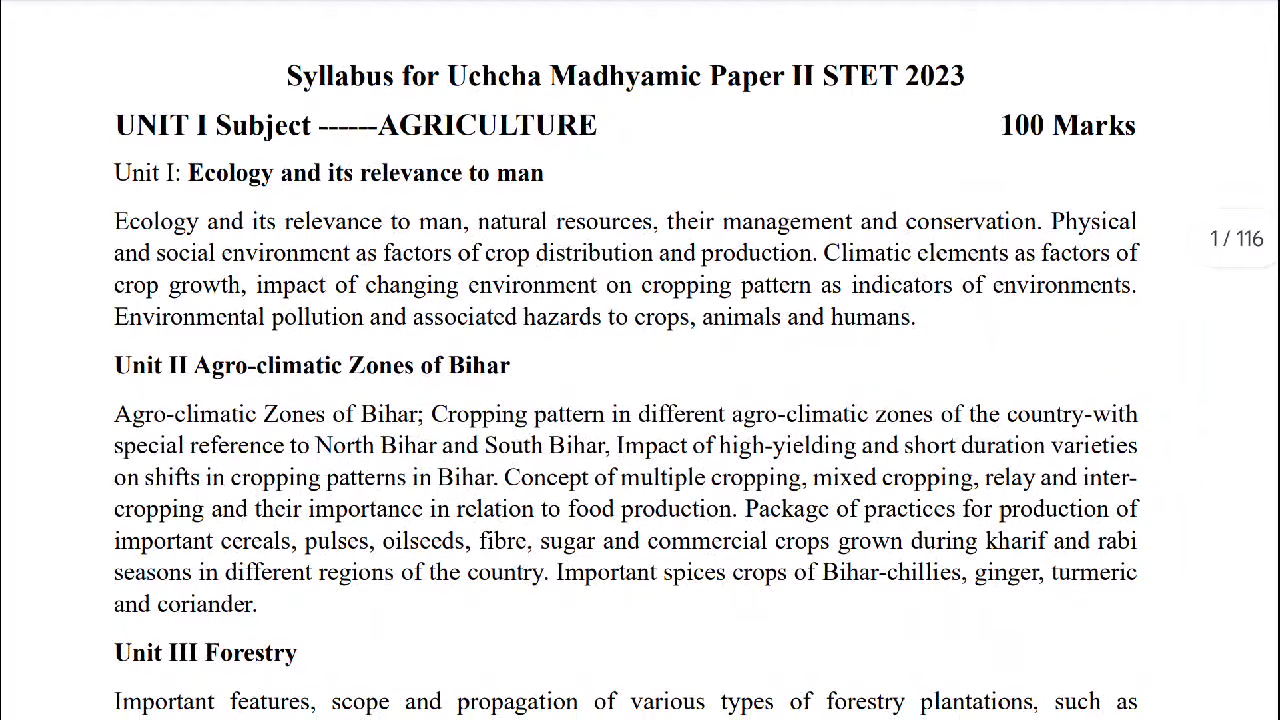 Syllabus for Uchcha Madhyamic Paper II STET 2023
UNIT I Subject ------AGRICULTURE 100 Marks
Unit I: Ecology and its relevance to man
Ecology and its relevance to man, natural resources, their management and conservation. Physical
and social environment as factors of crop distribution and production. Climatic elements as factors of
1 / 116
crop growth, impact of changing environment on cropping pattern as indicators of environments.
Environmental pollution and associated hazards to crops, animals and humans.
Unit II Agro-climatic Zones of Bihar
Agro-climatic Zones of Bihar; Cropping pattern in different agro-climatic zones of the country-with
special reference to North Bihar and South Bihar, Impact of high-yielding and short duration varieties
on shifts in cropping patterns in Bihar. Concept of multiple cropping, mixed cropping, relay and inter-
cropping and their importance in relation to food production. Package of practices for production of
important cereals, pulses, oilseeds, fibre, sugar and commercial crops grown during kharif and rabi
seasons in different regions of the country. Important spices crops of Bihar-chillies, ginger, turmeric
and coriander.
Unit III Forestry
Important features, scope and propagation of various types of forestry plantations, such as